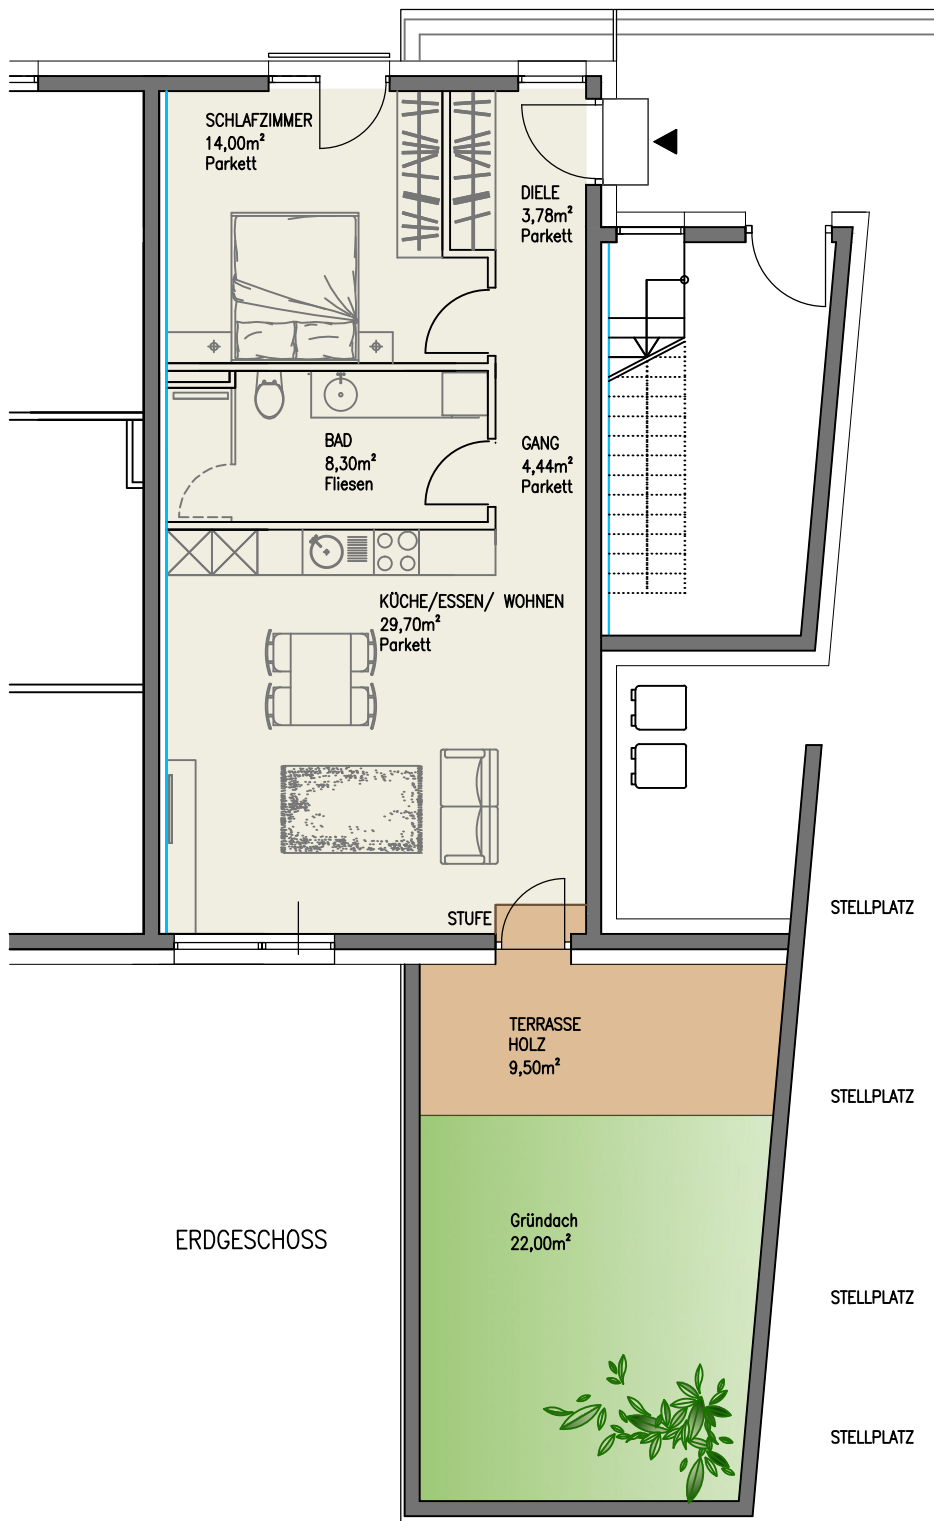 SCHLAFZIMMER
14,00m²
Parkett
DIELE
3,78m²
Parkett
BAD
8,30m²
Fliesen
GANG
4,44m²
Parkett
KÜCHE/ESSEN/ WOHNEN
29,70m²
Parkett
STUFE
STELLPLATZ
TERRASSE
HOLZ
9,50m²
STELLPLATZ
Gründach
22,00m²
ERDGESCHOSS
STELLPLATZ
STELLPLATZ